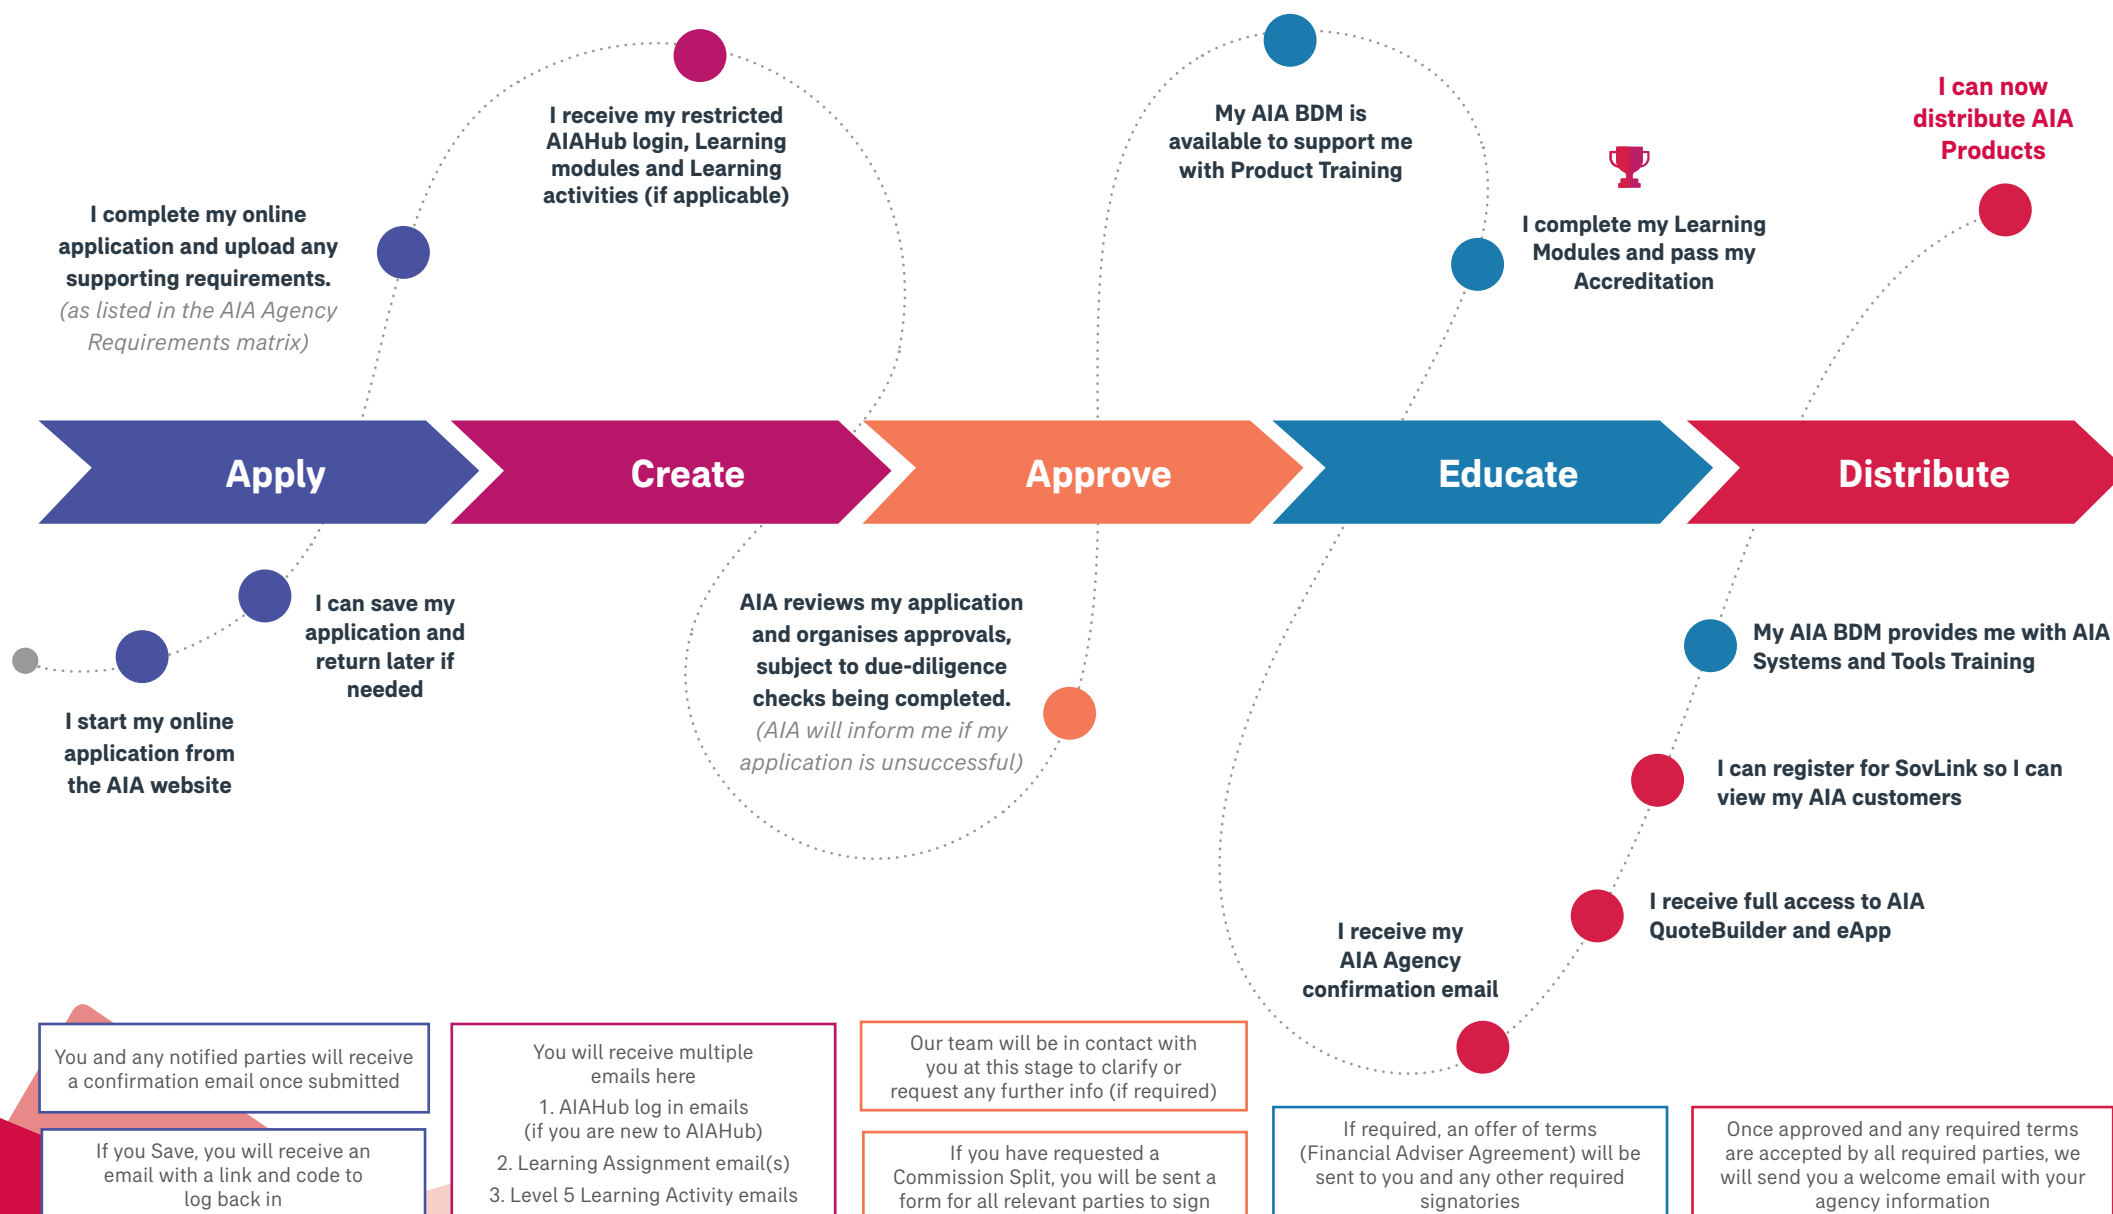 I complete my online
application and upload any
supporting requirements.
(as listed in the AIA Agency
Requirements matrix)
I receive my restricted
AIAHub login, Learning
modules and Learning
activities (if applicable)
My AIA BDM is
available to support me
with Product Training
I complete my Learning
Modules and pass my
Accreditation
I can now
distribute AIA
Products
Apply
Create
Approve
Educate
Distribute
I start my online
application from
the AIA website
I can save my
application and
return later if
needed
AIA reviews my application
and organises approvals,
subject to due-diligence
checks being completed.
(AIA will inform me if my
application is unsuccessful)
I receive my
AIA Agency
confirmation email
My AIA BDM provides me with AIA
Systems and Tools Training
I can register for SovLink so I can
view my AIA customers
I receive full access to AIA
QuoteBuilder and eApp
You and any notified parties will receive
a confirmation email once submitted
If you Save, you will receive an
email with a link and code to
log back in
You will receive multiple
emails here
1. AIAHub log in emails
(if you are new to AIAHub)
2. Learning Assignment email(s)
3. Level 5 Learning Activity emails
Our team will be in contact with
you at this stage to clarify or
request any further info (if required)
If you have requested a
Commission Split, you will be sent a
form for all relevant parties to sign
If required, an offer of terms
(Financial Adviser Agreement) will be
sent to you and any other required
signatories
Once approved and any required terms
are accepted by all required parties, we
will send you a welcome email with your
agency information